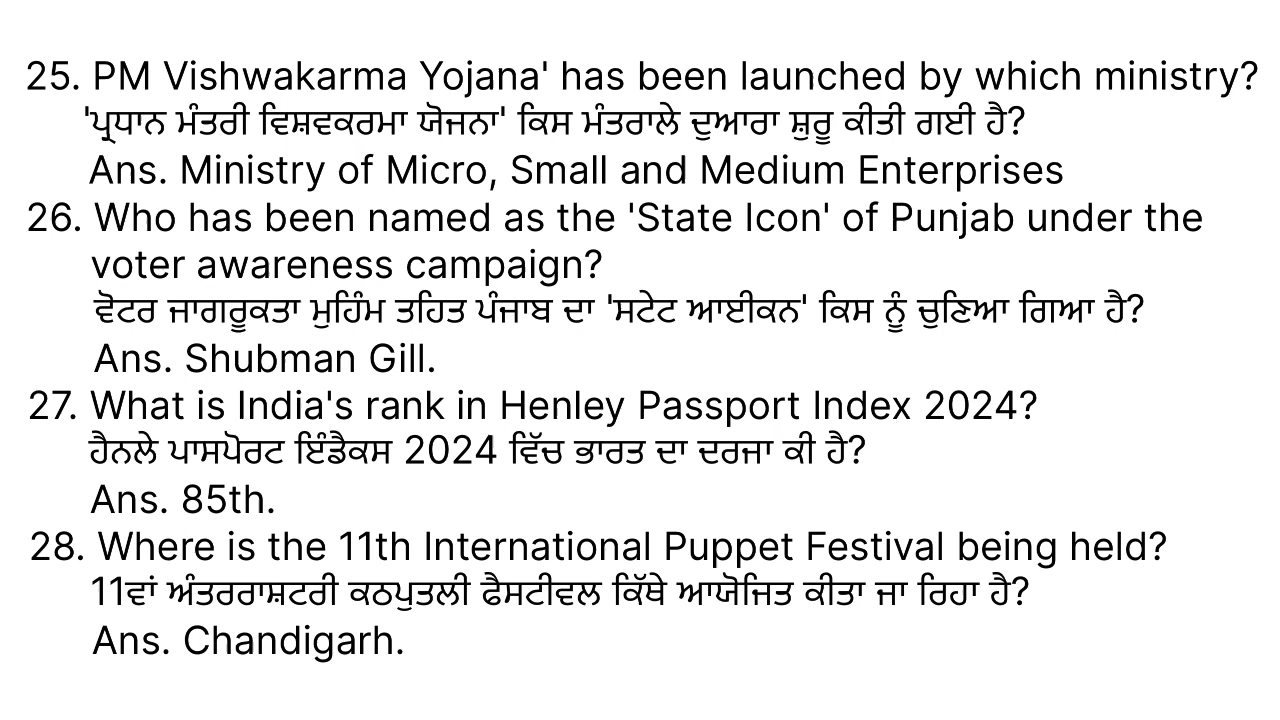 25. PM Vishwakarma Yojana' has been launched by which ministry?
'ਪ੍ਰਧਾਨ ਮੰਤਰੀ ਵਿਸ਼ਵਕਰਮਾ ਯੋਜਨਾ' ਕਿਸ ਮੰਤਰਾਲੇ ਦੁਆਰਾ ਸ਼ੁਰੂ ਕੀਤੀ ਗਈ ਹੈ?
Ans. Ministry of Micro, Small and Medium Enterprises
26. Who has been named as the 'State Icon' of Punjab under the
voter awareness campaign?
ਵੋਟਰ ਜਾਗਰੂਕਤਾ ਮੁਹਿੰਮ ਤਹਿਤ ਪੰਜਾਬ ਦਾ 'ਸਟੇਟ ਆਈਕਨ' ਕਿਸ ਨੂੰ ਚੁਣਿਆ ਗਿਆ ਹੈ?
Ans. Shubman Gill.
27. What is India's rank in Henley Passport Index 2024?
ਹੈਨਲੇ ਪਾਸਪੋਰਟ ਇੰਡੈਕਸ 2024 ਵਿੱਚ ਭਾਰਤ ਦਾ ਦਰਜਾ ਕੀ ਹੈ?
Ans. 85th.
28. Where is the 11th International Puppet Festival being held?
11ਵਾਂ ਅੰਤਰਰਾਸ਼ਟਰੀ ਕਠਪੁਤਲੀ ਫੈਸਟੀਵਲ ਕਿੱਥੇ ਆਯੋਜਿਤ ਕੀਤਾ ਜਾ ਰਿਹਾ ਹੈ?
Ans. Chandigarh.